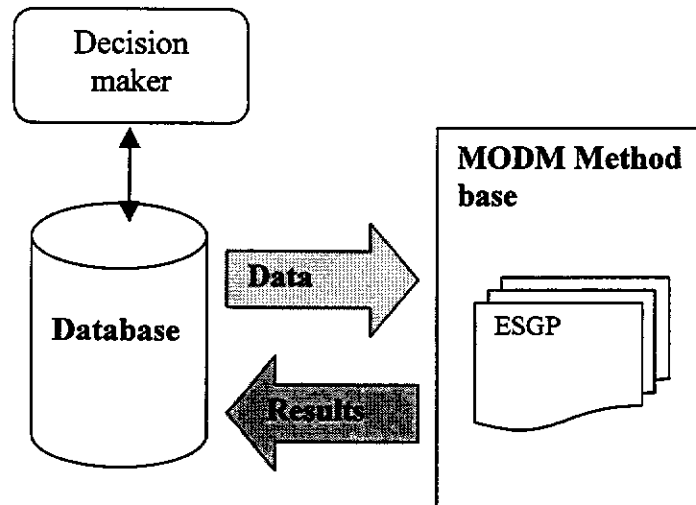 Decision
maker
MODM Method
base
Data
ESGP
Database
Results